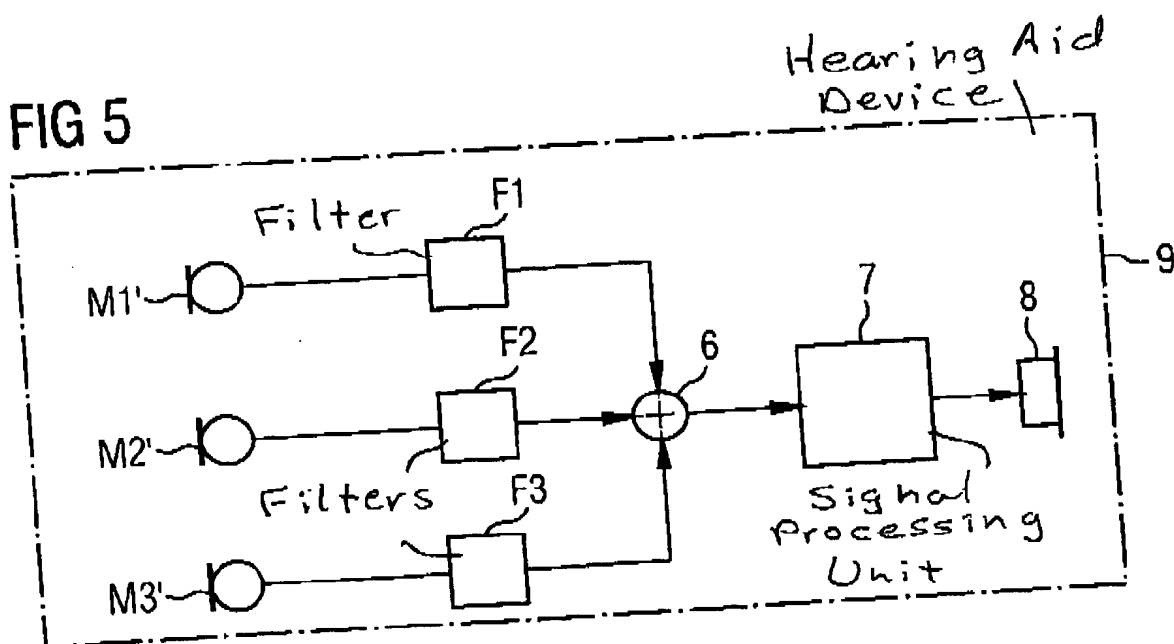 Hearing Aid
Device
FIG 5
Filter
F1
M1'
9
7
8
F2
6
M2'
Filters
F3
Signal
Processing
Unit
M3'